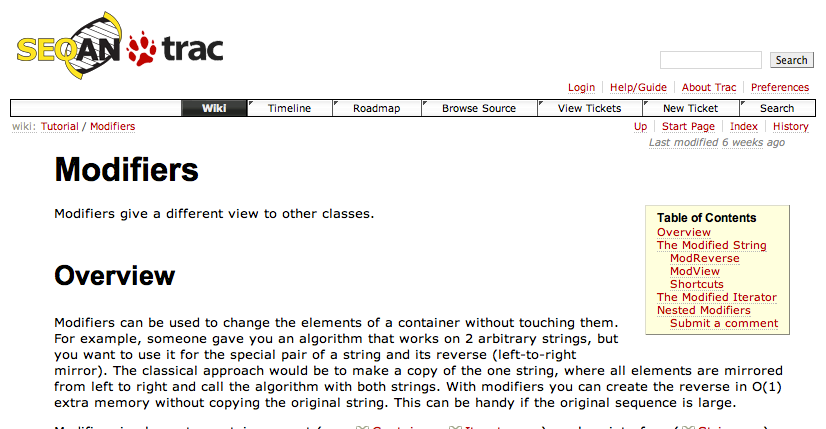 SEQAN trac
Search
Login Help/Guide About Trac Preferences
Wiki Timeline Roadmap Browse Source View Tickets New Ticket Search
wiki: Tutorial / Modifiers Up Start Page Index History
Last modified 6 weeks ago
Modifiers
Modifiers give a different view to other classes.
Table of Contents
Overview
The Modified String
ModReverse
ModView
Shortcuts
The Modified Iterator
Nested Modifiers
Submit a comment
Overview
Modifiers can be used to change the elements of a container without touching them.
For example, someone gave you an algorithm that works on 2 arbitrary strings, but
you want to use it for the special pair of a string and its reverse (left-to-right
mirror). The classical approach would be to make a copy of the one string, where all elements are mirrored
from left to right and call the algorithm with both strings. With modifiers you can create the reverse in O(1)
extra memory without copying the original string. This can be handy if the original sequence is large.